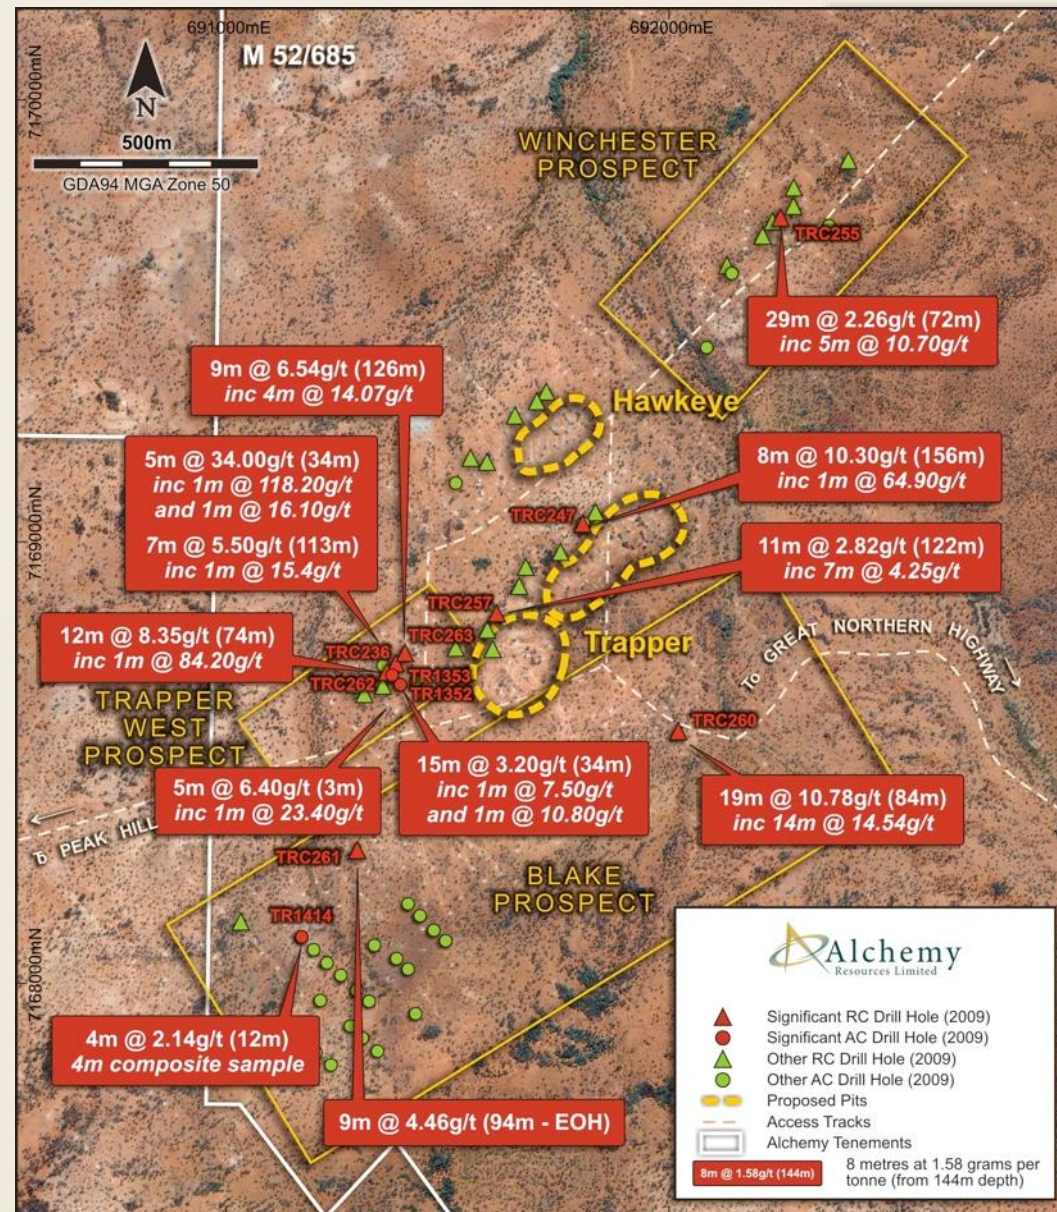 691000mE
692000mE
M 52/685
7170000mN
N
500m
GDA94 MGA Zone 50
WINCHESTER
PROSPECT
TRC255
29m @ 2.26g/t (72m)
inc 5m @ 10.70g/t
9m @ 6.54g/t (126m)
inc 4m @ 14.07g/t
Hawkeye
5m @ 34.00g/t (34m)
inc 1m @ 118.20g/t
and 1m @ 16.10g/t
7m @ 5.50g/t (113m)
inc 1m @ 15.4g/t
8m @ 10.30g/t (156m)
inc 1m @ 64.90g/t
TRC247
7169000mN
11m @ 2.82g/t (122m)
inc 7m @ 4.25g/t
TRC257
12m @ 8.35g/t (74m)
inc 1m @ 84.20g/t
TRC263
TRC236
Trapper
To GREAT NORTHERN HIGHWAY
TRC262
TR1353
TR1352
TRAPPER
WEST
PROSPECT
TRC260
5m @ 6.40g/t (3m)
inc 1m @ 23.40g/t
15m @ 3.20g/t (34m)
inc 1m @ 7.50g/t
and 1m @ 10.80g/t
19m @ 10.78g/t (84m)
inc 14m @ 14.54g/t
To PEAK HILL
TRC261
BLAKE
PROSPECT
TR1414
7168000mN
4m @ 2.14g/t (12m)
4m composite sample
9m @ 4.46g/t (94m - EOH)
Alchemy
Resources Limited
Significant RC Drill Hole (2009)
Significant AC Drill Hole (2009)
Other RC Drill Hole (2009)
Other AC Drill Hole (2009)
Proposed Pits
Access Tracks
Alchemy Tenements
8m @ 1.58g/t (144m)
8 metres at 1.58 grams per
tonne (from 144m depth)